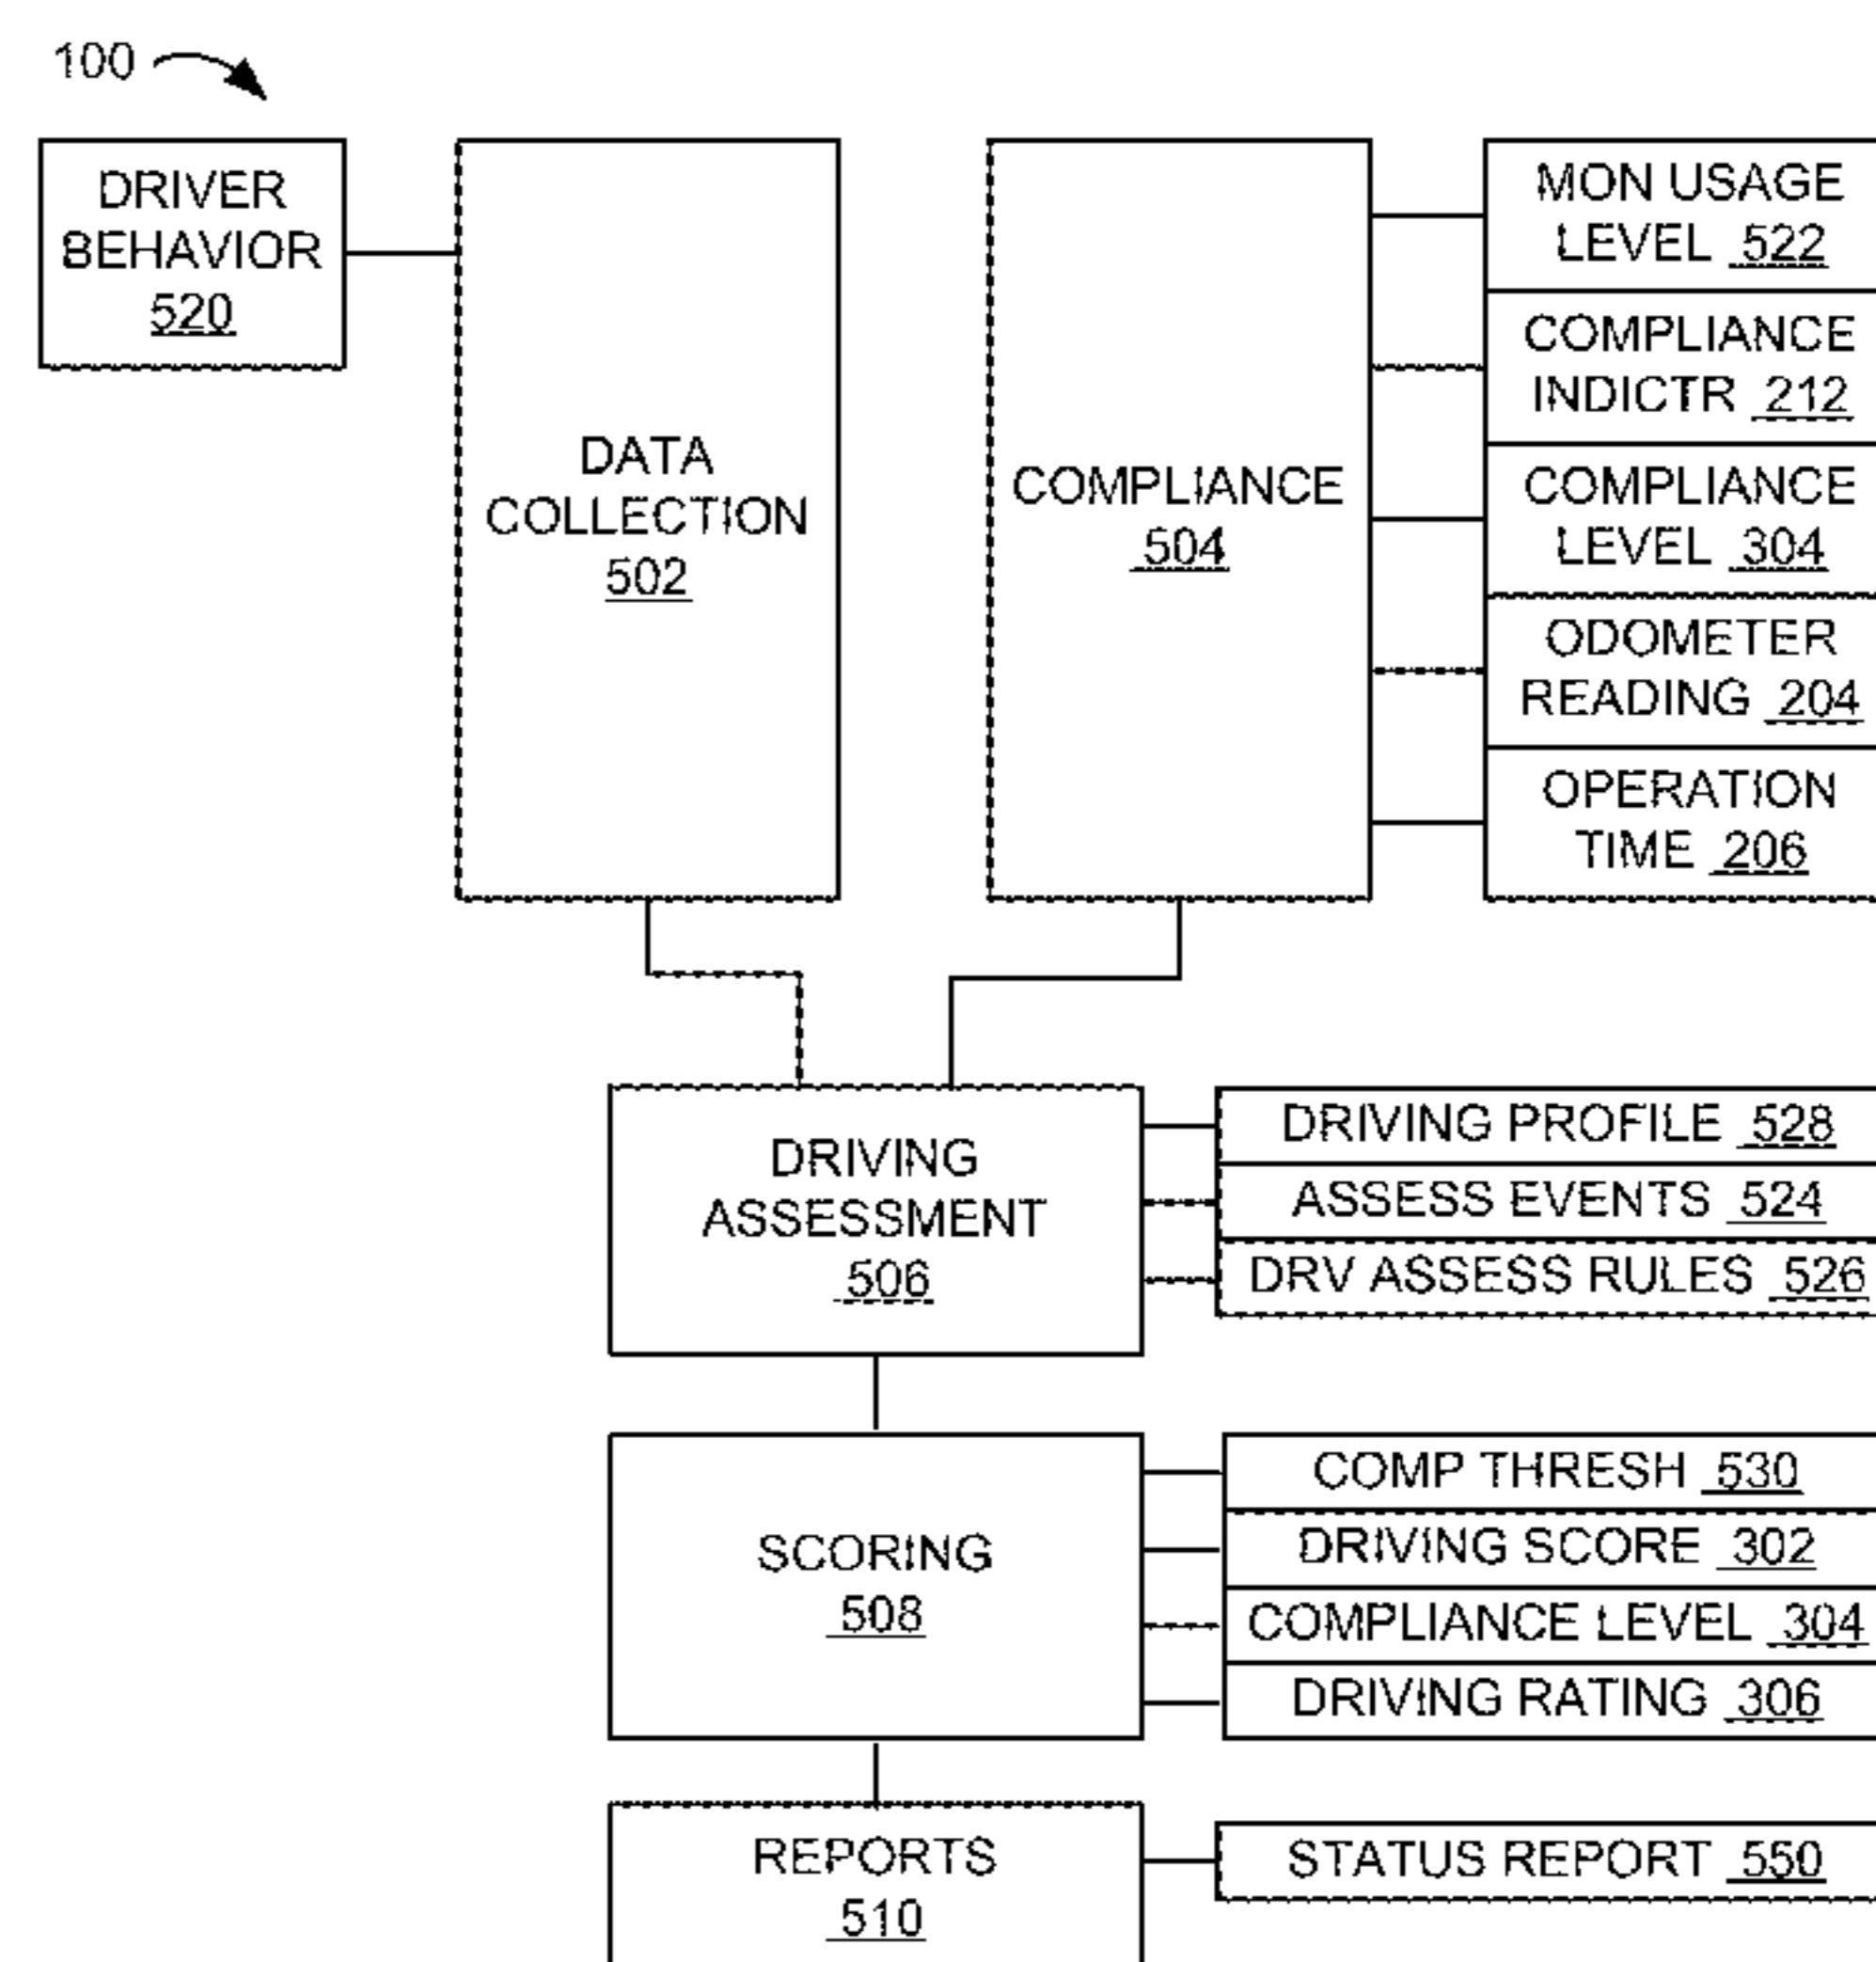 100
DRIVER
BEHAVIOR
520
DATA
COLLECTION
502
COMPLIANCE
504
MON USAGE
LEVEL 522
COMPLIANCE
INDICTR 212
COMPLIANCE
LEVEL 304
ODOMETER
READING 204
OPERATION
TIME 206
DRIVING
ASSESSMENT
506
DRIVING PROFILE 528
ASSESS EVENTS 524
DRV ASSESS RULES 526
SCORING
508
COMP THRESH 530
DRIVING SCORE 302
COMPLIANCE LEVEL 304
DRIVING RATING 306
REPORTS
510
STATUS REPORT 550